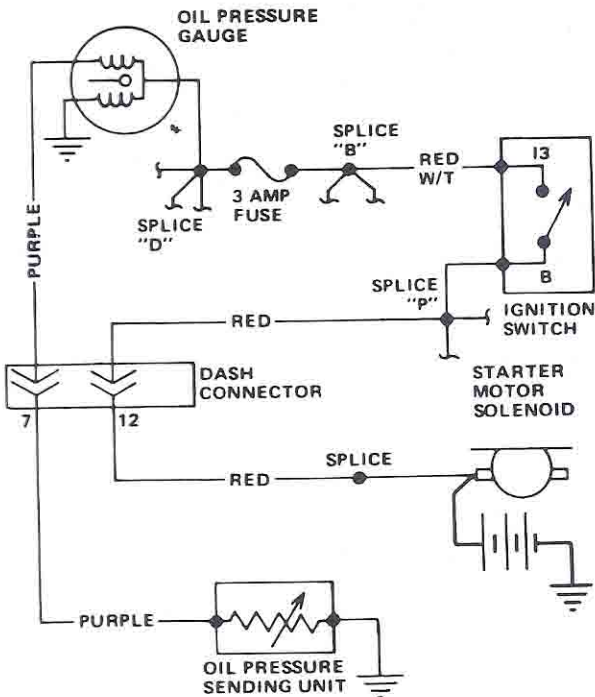 OIL PRESSURE
GAUGE
SPLICE
"B"
RED
W/T
I3
3 AMP
FUSE
SPLICE
"D"
PURPLE
B
SPLICE
"P"
IGNITION
SWITCH
RED
DASH
CONNECTOR
7
12
STARTER
MOTOR
SOLENOID
SPLICE
RED
PURPLE
OIL PRESSURE
SENDING UNIT